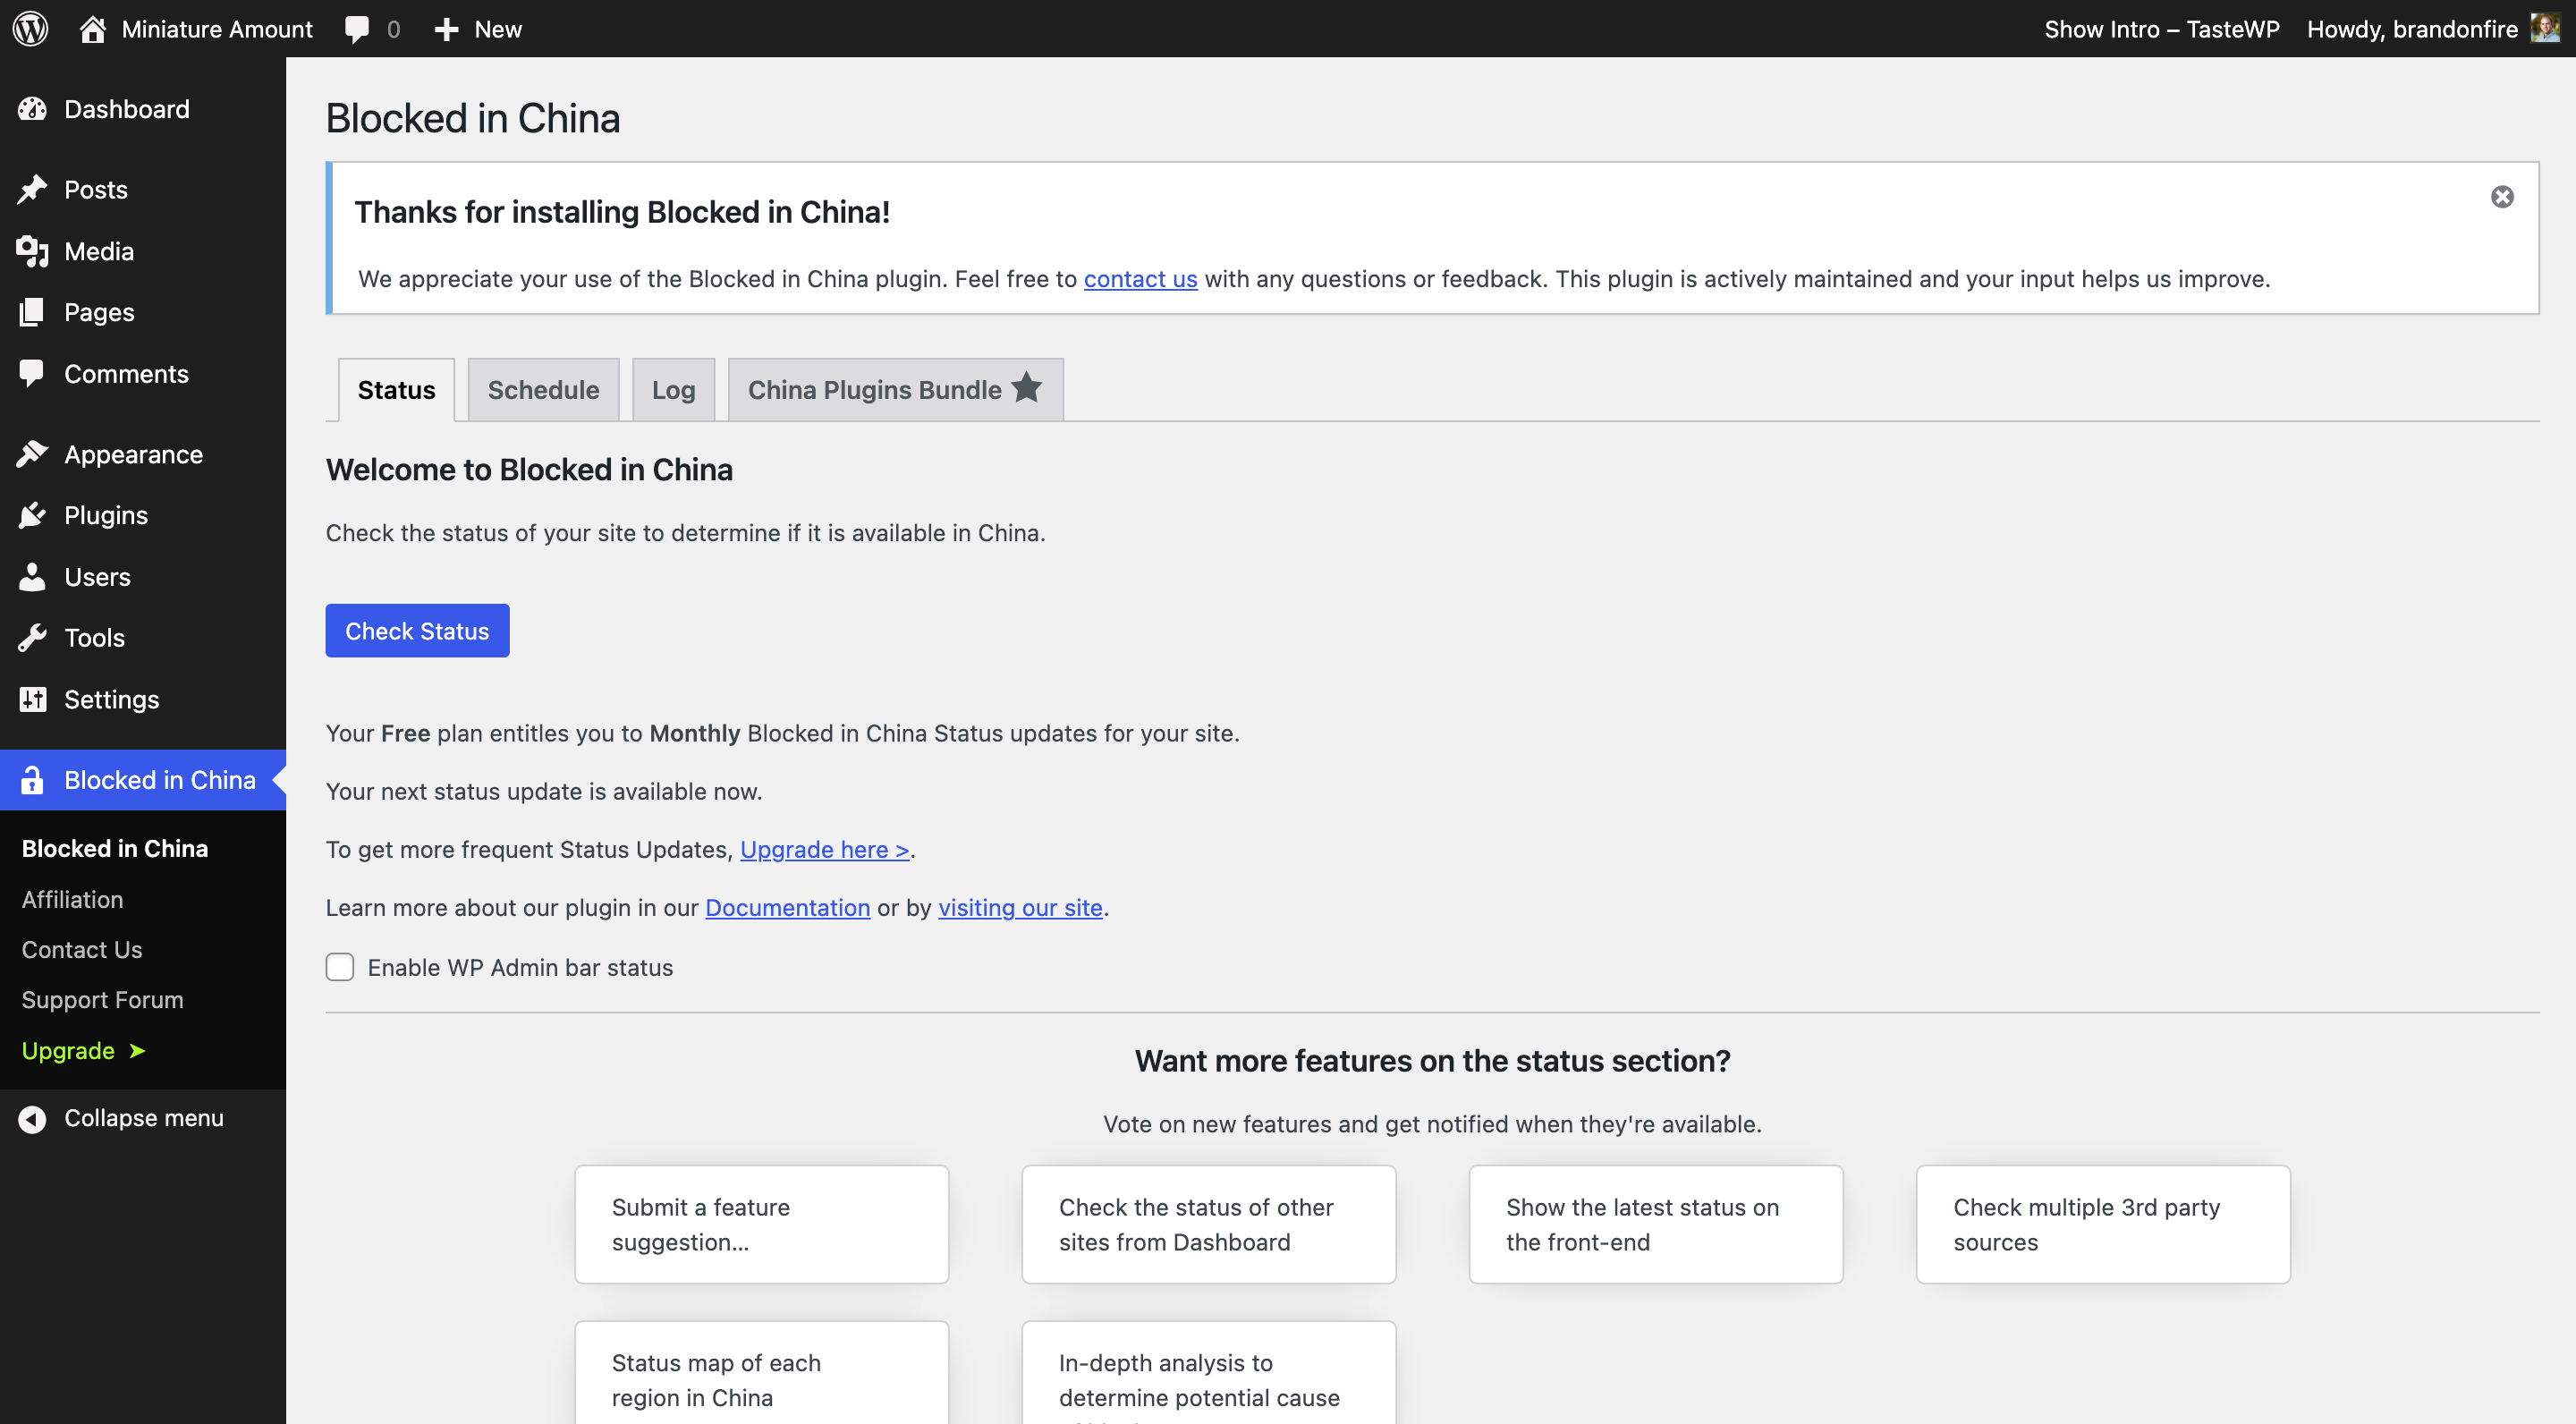 Miniature Amount
0
New
Show Intro – TasteWP
Howdy, brandonfire
Dashboard
Posts
Media
Pages
Comments
Appearance
Plugins
Users
Tools
Settings
Blocked in China
Blocked in China
Affiliation
Contact Us
Support Forum
Upgrade ➤
Collapse menu
Blocked in China
Thanks for installing Blocked in China!
We appreciate your use of the Blocked in China plugin. Feel free to contact us with any questions or feedback. This plugin is actively maintained and your input helps us improve.
Status
Schedule
Log
China Plugins Bundle
Welcome to Blocked in China
Check the status of your site to determine if it is available in China.
Check Status
Your Free plan entitles you to Monthly Blocked in China Status updates for your site.
Your next status update is available now.
To get more frequent Status Updates, Upgrade here >.
Learn more about our plugin in our Documentation or by visiting our site.
Enable WP Admin bar status
Want more features on the status section?
Vote on new features and get notified when they're available.
Submit a feature
suggestion...
Check the status of other
sites from Dashboard
Show the latest status on
the front-end
Check multiple 3rd party
sources
Status map of each
region in China
In-depth analysis to
determine potential cause